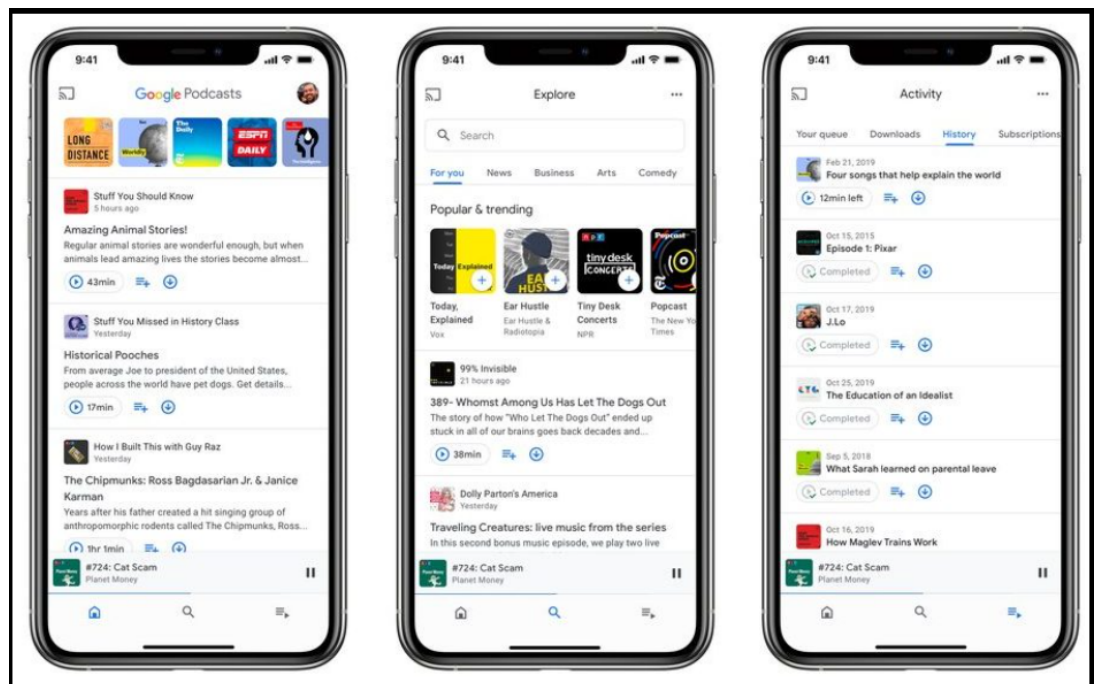 9:41
Google Podcasts
LONG
DISTANCE
Worldly
The
Daily
ESPN
DAILY
Stuff You Should Know
5 hours ago
Amazing Animal Stories!
Regular animal stories are wonderful enough, but when
animals lead amazing lives the stories become almost...
43min
Stuff You Missed in History Class
Yesterday
Historical Pooches
From average Joe to president of the United States,
people across the world have pet dogs. Get details...
17min
How I Built This with Guy Raz
Yesterday
The Chipmunks: Ross Bagdasarian Jr. & Janice
Karman
Years after his father created a hit singing group of
anthropomorphic rodents called The Chipmunks, Ross...
1hr 1min
#724: Cat Scam
Planet Money
9:41
Explore
Search
For you News Business Arts Comedy
Popular & trending
Today Explained
EAR
HUSTLE
npr
tiny desk
CONCERTS
Popcast
Today,
Explained
Vox
Ear Hustle
Ear Hustle &
Radiotopia
Tiny Desk
Concerts
NPR
Popcast
The New Yo
Times
99% Invisible
21 hours ago
389- Whomst Among Us Has Let The Dogs Out
The story of how "Who Let The Dogs Out" ended up
stuck in all of our brains goes back decades and...
38min
Dolly Parton's America
Yesterday
Traveling Creatures: live music from the series
In this second bonus music episode, we play two live
#724: Cat Scam
Planet Money
9:41
Activity
Your queue Downloads History Subscriptions
Feb 21, 2019
Four songs that help explain the world
12min left
Oct 15, 2015
Episode 1: Pixar
Completed
Oct 17, 2019
J.Lo
Completed
Oct 25, 2019
The Education of an Idealist
Completed
Sep 5, 2018
What Sarah learned on parental leave
Completed
Oct 16, 2019
How Maglev Trains Work
#724: Cat Scam
Planet Money